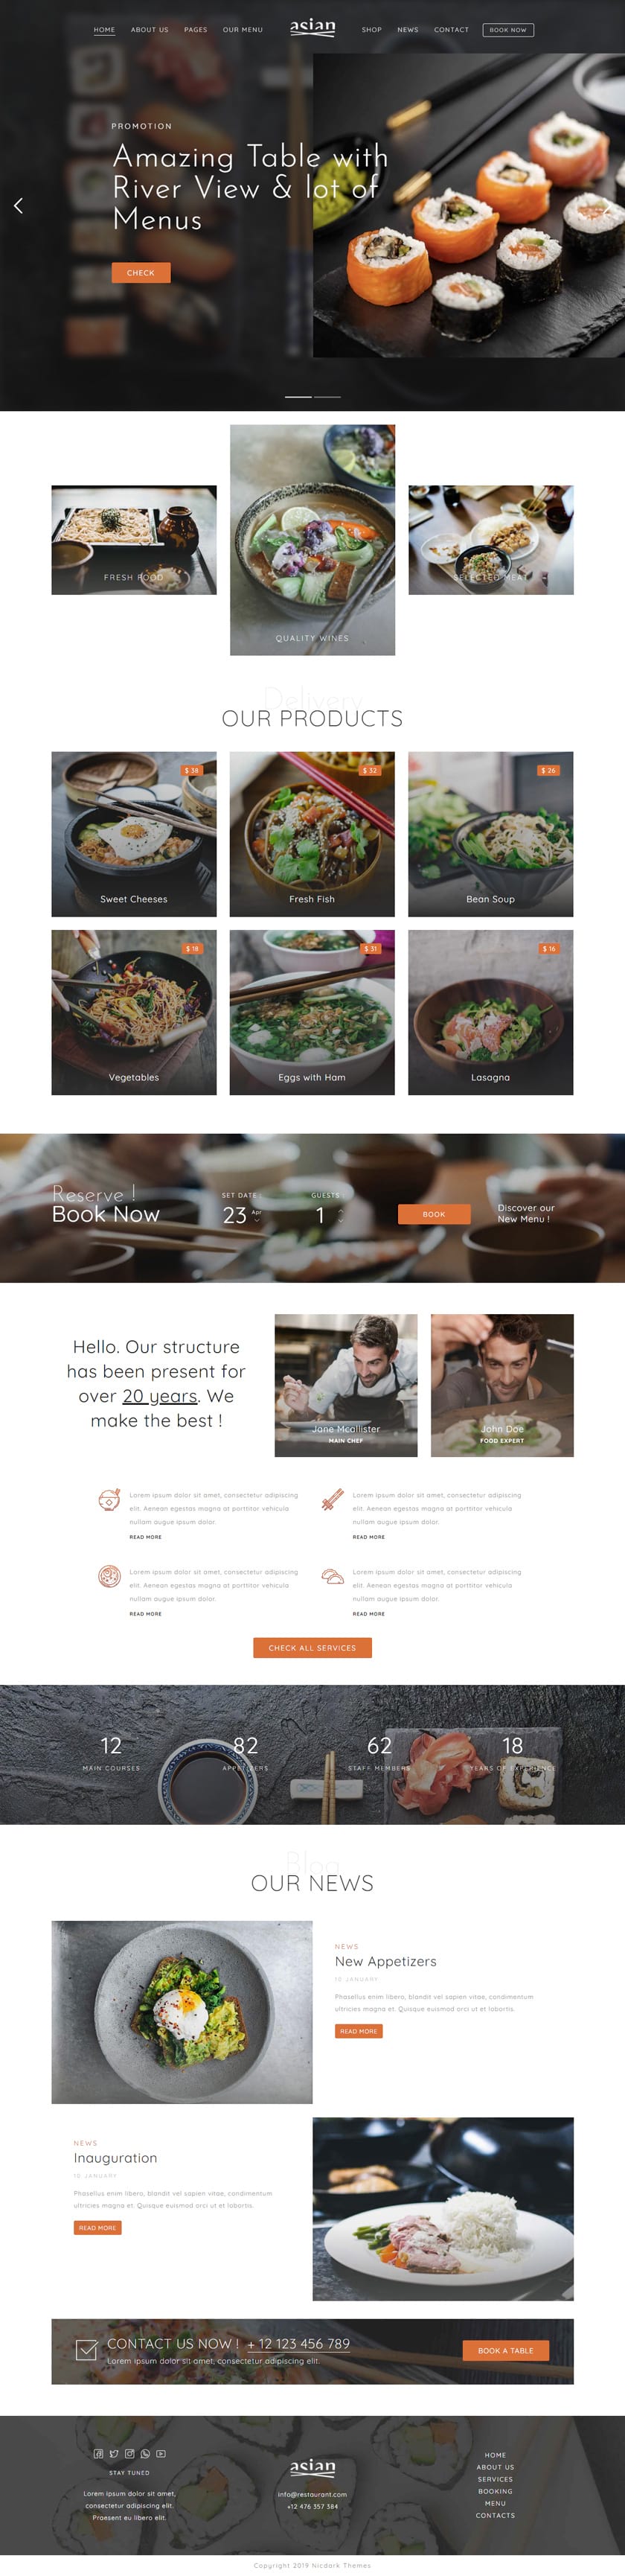 HOME ABOUT US PAGES OUR MENU asian SHOP NEWS CONTACT BOOK NOW
PROMOTION
Amazing Table with
River View & lot of
Menus
CHECK
FRESH FOOD
QUALITY WINES
SELECTED MEAT
Delivery
OUR PRODUCTS
$ 38
Sweet Cheeses
$ 32
Fresh Fish
$ 26
Bean Soup
$ 18
Vegetables
$ 31
Eggs with Ham
$ 16
Lasagna
Reserve !
Book Now
SET DATE
23 Apr
GUESTS
1
BOOK
Discover our
New Menu !
Hello. Our structure
has been present for
over 20 years. We
make the best !
Jane Mcallister
MAIN CHEF
John Doe
FOOD EXPERT
Lorem ipsum dolor sit amet, consectetur adipiscing
elit. Aenean egestas magna at porttitor vehicula
nullam augue ipsum dolor.
READ MORE
Lorem ipsum dolor sit amet, consectetur adipiscing
elit. Aenean egestas magna at porttitor vehicula
nullam augue ipsum dolor.
READ MORE
Lorem ipsum dolor sit amet, consectetur adipiscing
elit. Aenean egestas magna at porttitor vehicula
nullam augue ipsum dolor.
READ MORE
Lorem ipsum dolor sit amet, consectetur adipiscing
elit. Aenean egestas magna at porttitor vehicula
nullam augue ipsum dolor.
READ MORE
CHECK ALL SERVICES
12
MAIN COURSES
82
APPETIZERS
62
STAFF MEMBERS
18
YEARS OF EXPERIENCE
Blog
OUR NEWS
NEWS
New Appetizers
10 JANUARY
Phasellus enim libero, blandit vel sapien vitae, condimentum
ultricies magna et. Quisque euismod orci ut et lobortis.
READ MORE
NEWS
Inauguration
10 JANUARY
Phasellus enim libero, blandit vel sapien vitae, condimentum
ultricies magna et. Quisque euismod orci ut et lobortis.
READ MORE
CONTACT US NOW ! + 12 123 456 789
Lorem ipsum dolor sit amet, consectetur adipiscing elit.
BOOK A TABLE
STAY TUNED
Lorem ipsum dolor sit amet,
consectetur adipiscing elit.
Praesent eu libero elit.
asian
info@restaurant.com
+12 476 357 384
HOME
ABOUT US
SERVICES
BOOKING
MENU
CONTACTS
Copyright 2019 Nicdark Themes